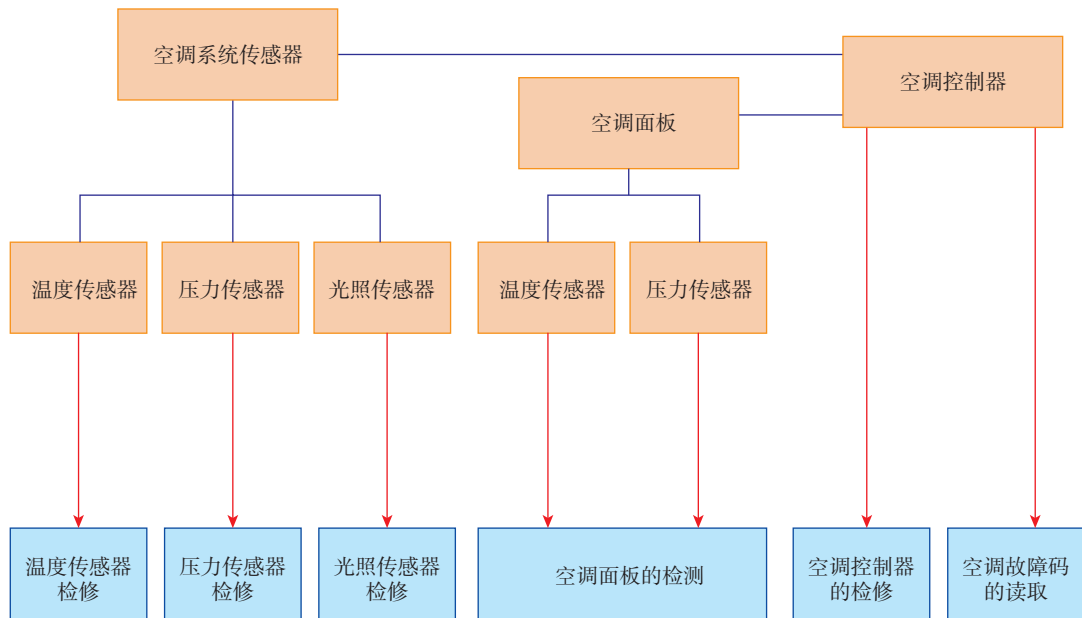 空调系统传感器
空调控制器
空调面板
温度传感器
压力传感器
光照传感器
温度传感器
压力传感器
温度传感器
检修
压力传感器
检修
光照传感器
检修
空调面板的检测
空调控制器
的检修
空调故障码
的读取